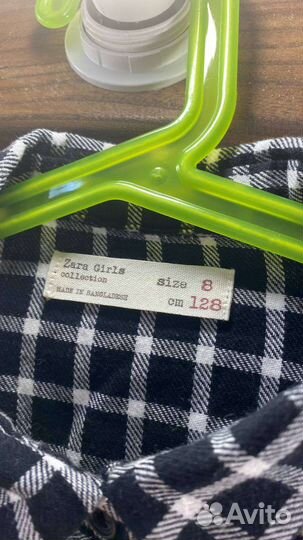 Zara Girls
collection
MADE IN BANGLADESH
size 8
cm 128
Avito